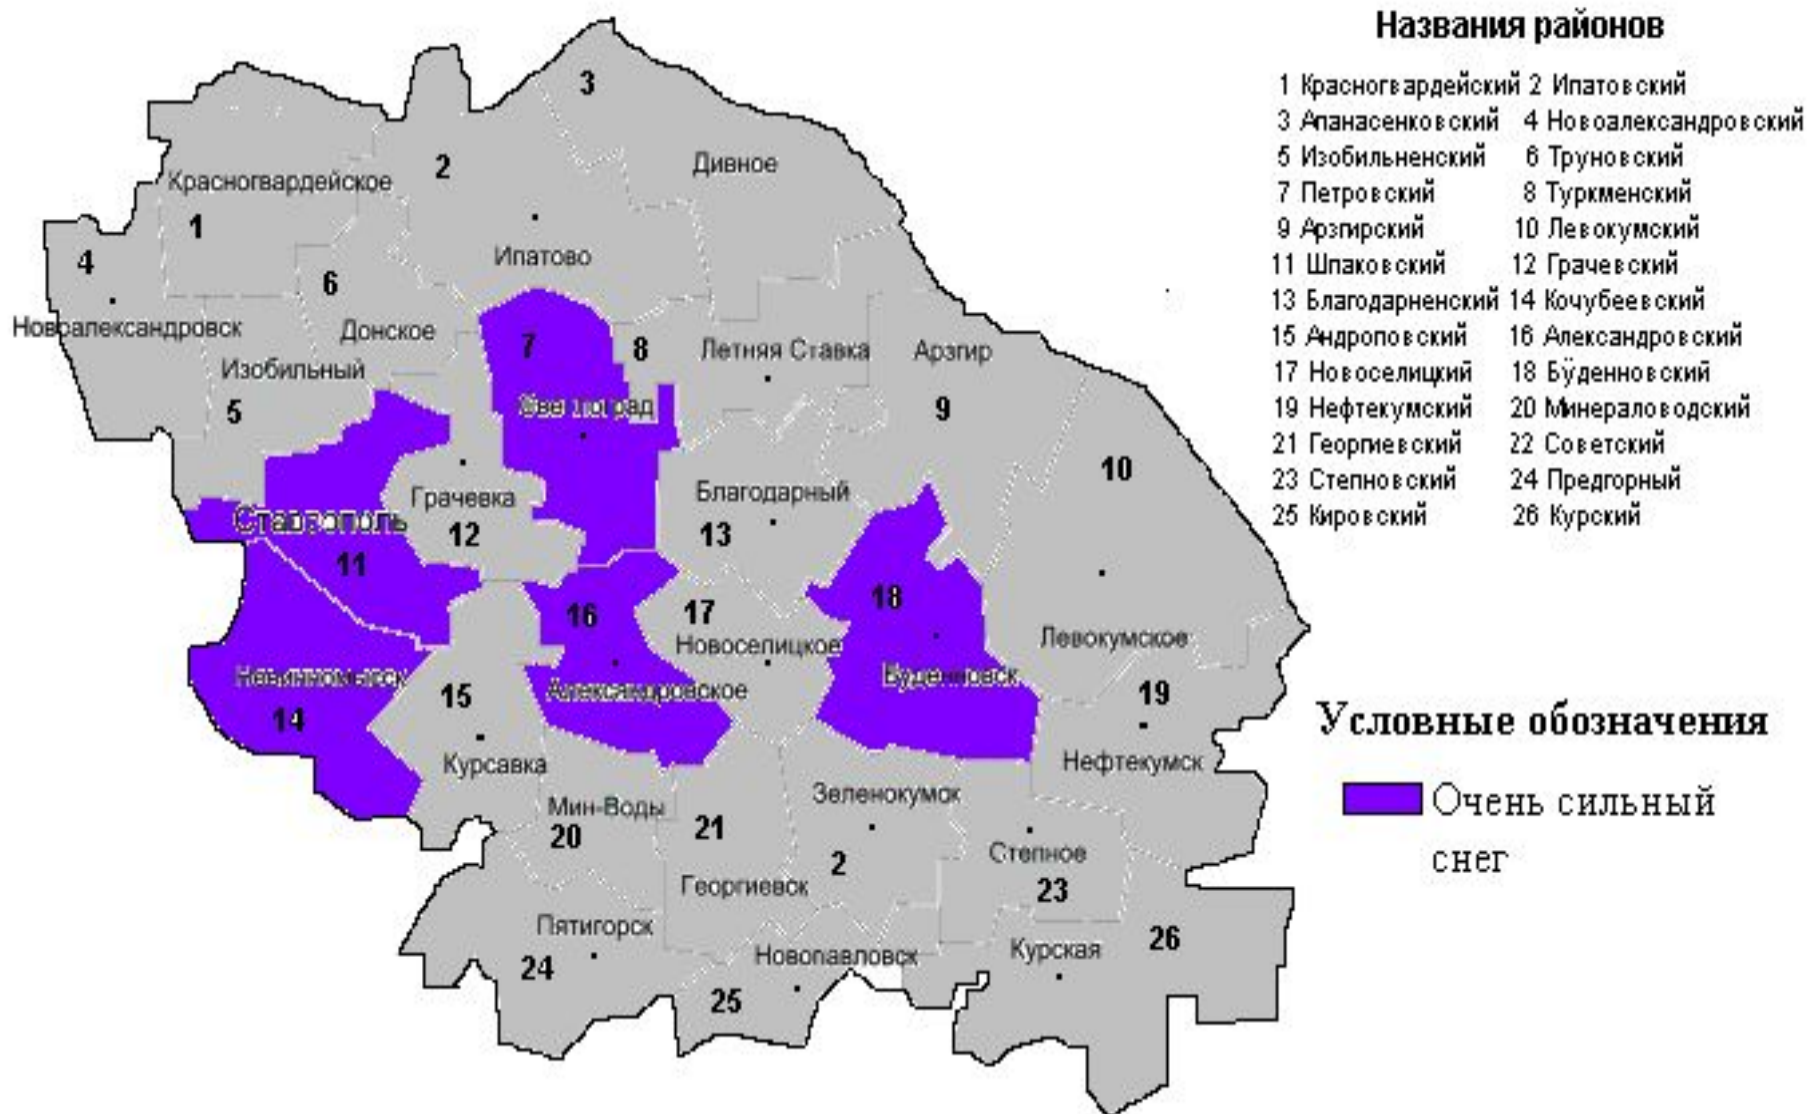 Названия районов
1 Красногвардейский 2 Ипатовский
3 Апанасенковский 4 Новоалександровский
5 Изобильненский 6 Труновский
7 Петровский 8 Туркменский
9 Арзгирский 10 Левокумский
11 Шпаковский 12 Грачевский
13 Благодарненский 14 Кочубеевский
15 Андроповский 16 Александровский
17 Новоселицкий 18 Буденновский
19 Нефтекумский 20 Минераловодский
21 Георгиевский 22 Советский
23 Степновский 24 Предгорный
25 Кировский 26 Курский
3
2
Дивное
Красногвардейское
1
4
Ипатово
6
Новоалександровск
Донское
7
8
Летняя Ставка
Арзгир
Изобильный
5
Светлоград
9
10
Грачевка
Благодарный
Ставрополь
12
13
11
18
16
17
Левокумское
Новоселицкое
Невинномысск
15
Александровское
Буденновск
19
14
Курсавка
Нефтекумск
Мин-Воды
Зеленокумск
20
21
2
Степное
Георгиевск
23
Пятигорск
Новопавловск
Курская
26
24
25
Условные обозначения
Очень сильный
снег